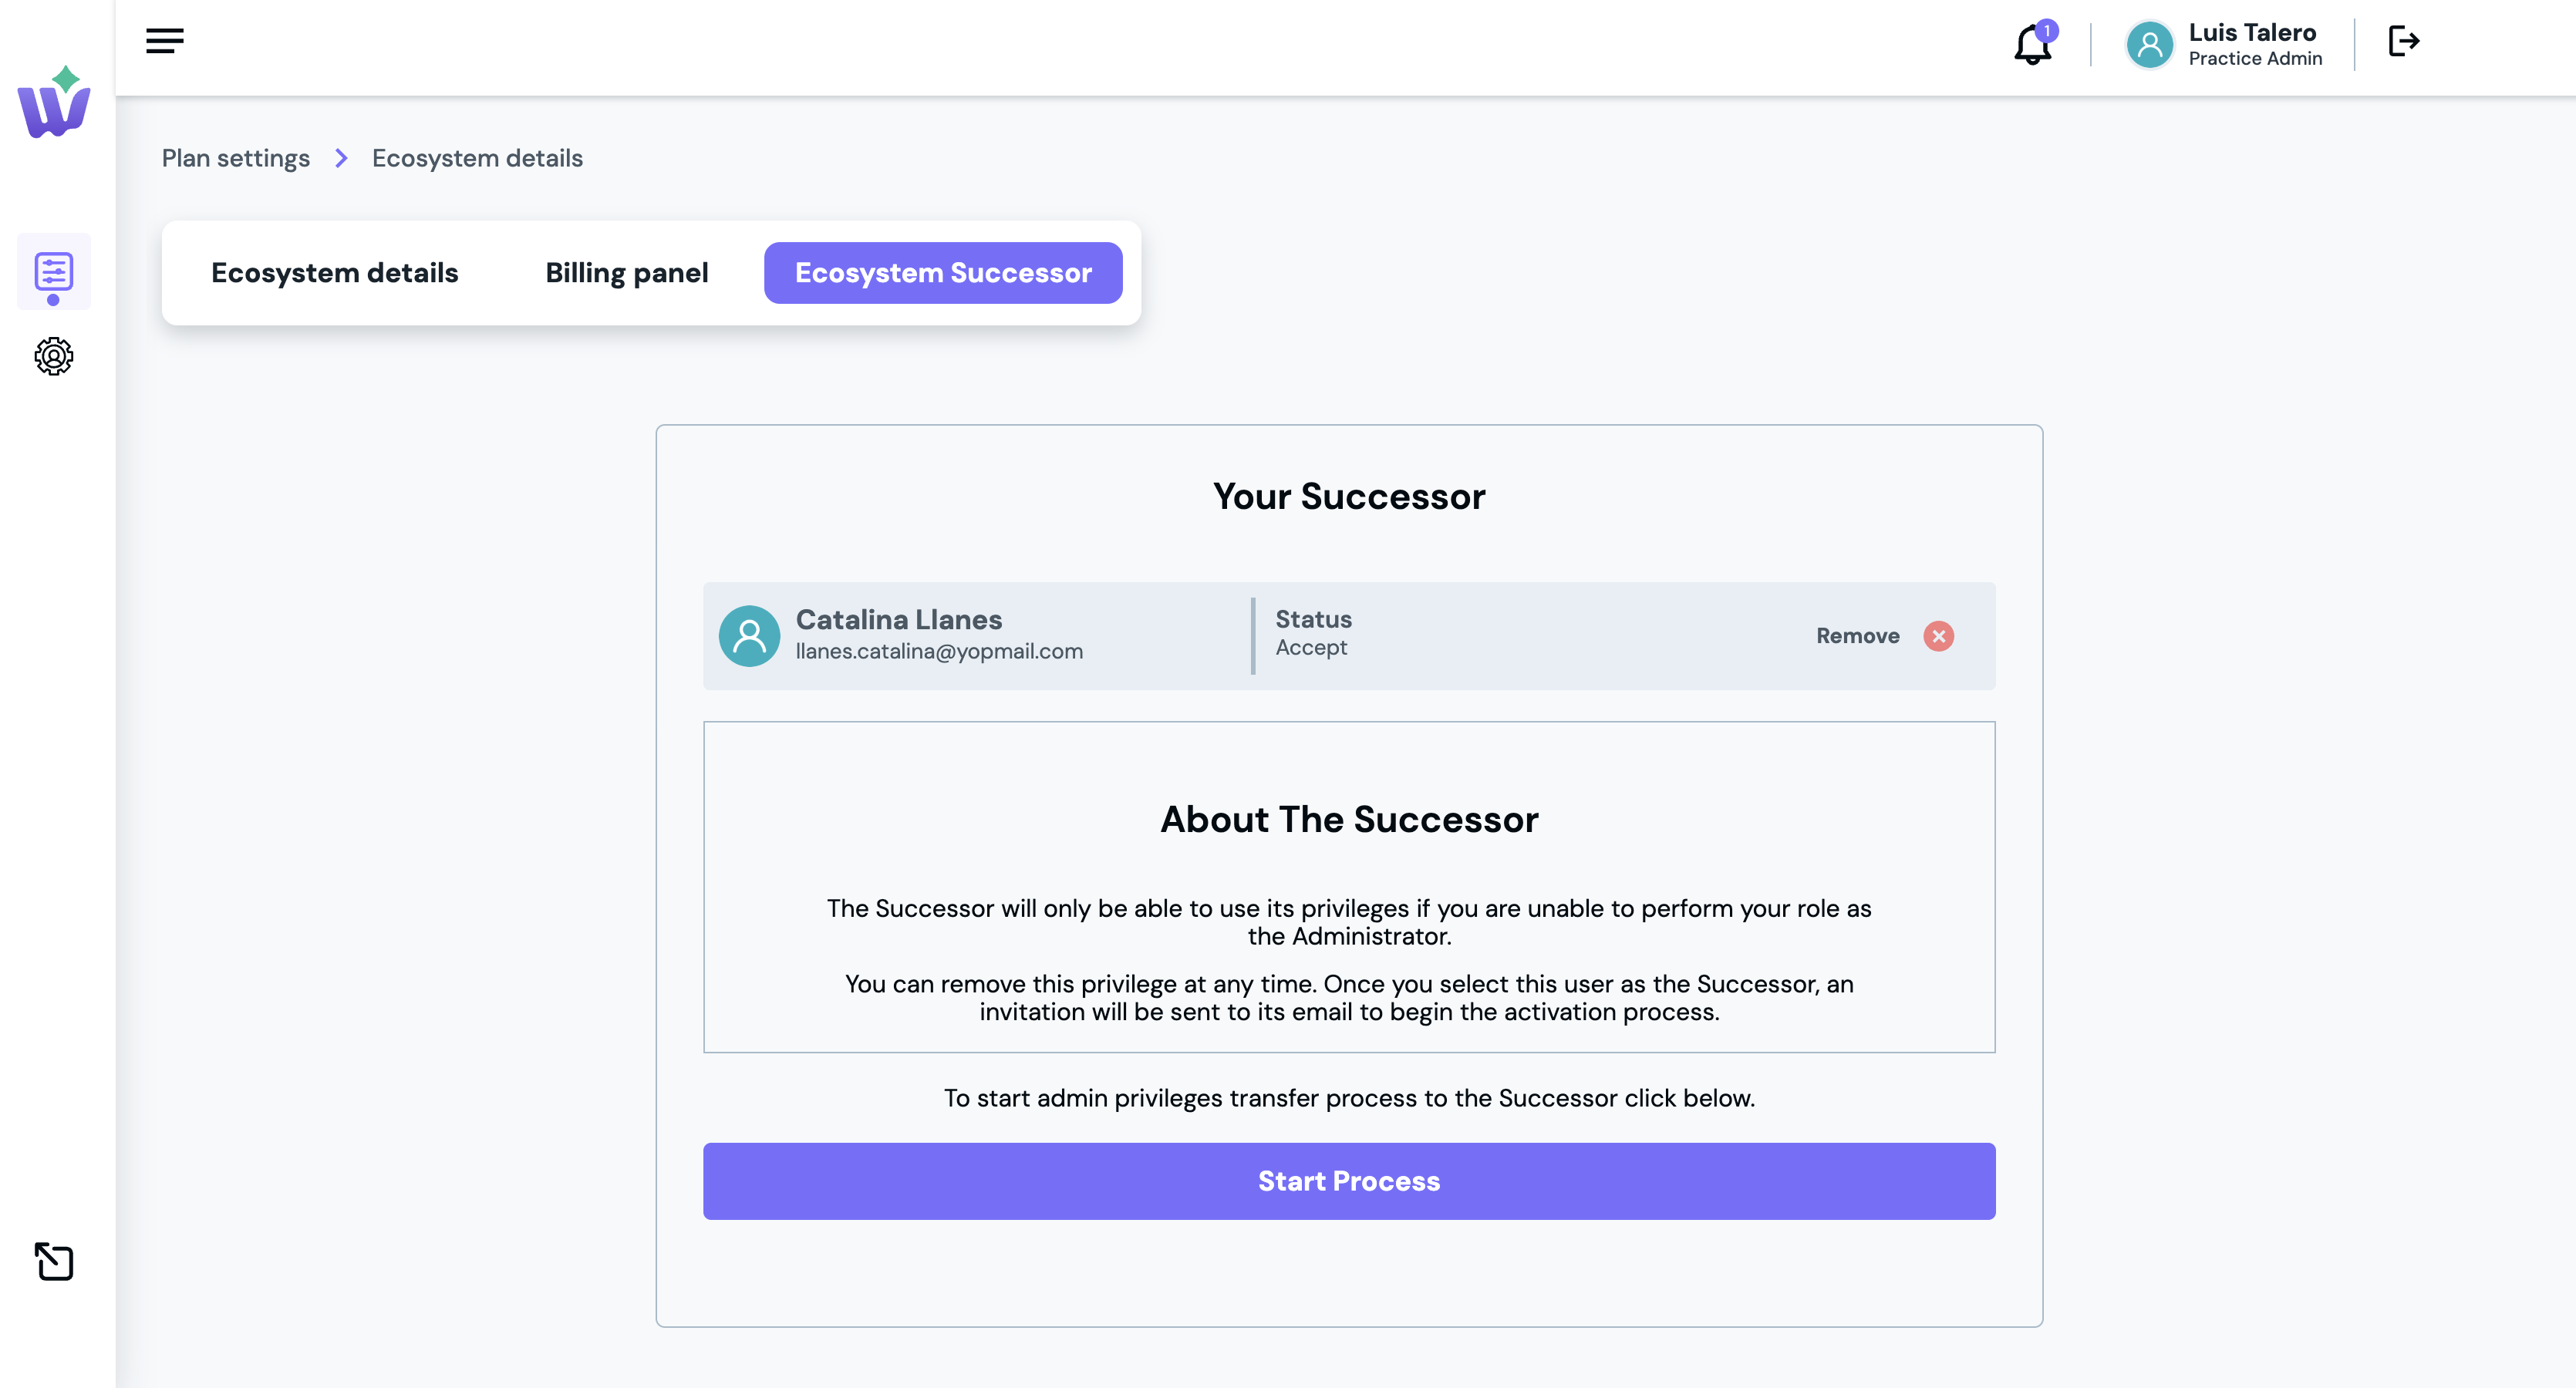 1
Luis Talero
Practice Admin
Plan settings
Ecosystem details
Ecosystem details
Billing panel
Ecosystem Successor
Your Successor
Catalina Llanes
llanes.catalina@yopmail.com
Status
Accept
Remove
About The Successor
The Successor will only be able to use its privileges if you are unable to perform your role as
the Administrator.
You can remove this privilege at any time. Once you select this user as the Successor, an
invitation will be sent to its email to begin the activation process.
To start admin privileges transfer process to the Successor click below.
Start Process